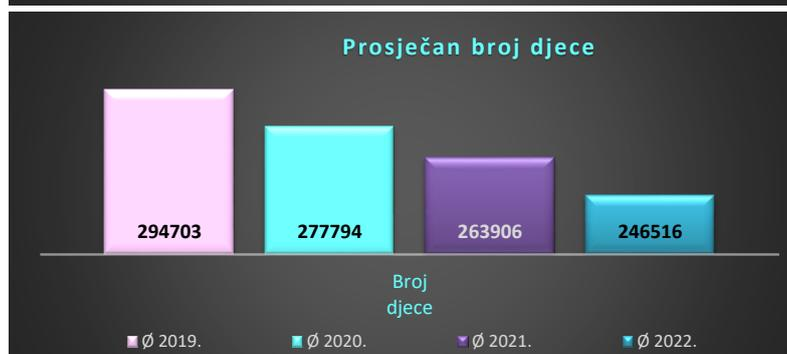 Prosječan broj djece
294703 277794 263906 246516
Broj
djece
Ø 2019. Ø 2020. Ø 2021. Ø 2022.